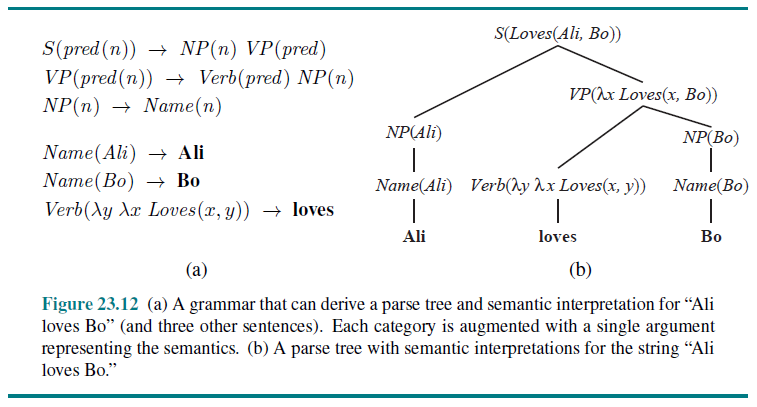 S(pred(n)) → NP(n) VP(pred)
VP(pred(n)) → Verb(pred) NP(n)
NP(n) → Name(n)
Name(Ali) → Ali
Name(Bo) → Bo
Verb(λy λx Loves(x, y)) → loves
(a)
S(Loves(Ali, Bo))
VP(λx Loves(x, Bo))
NP(Ali)
NP(Bo)
Name(Ali) Verb(λy λx Loves(x, y)) Name(Bo)
Ali loves Bo
(b)
Figure 23.12 (a) A grammar that can derive a parse tree and semantic interpretation for “Ali
loves Bo” (and three other sentences). Each category is augmented with a single argument
representing the semantics. (b) A parse tree with semantic interpretations for the string “Ali
loves Bo.”